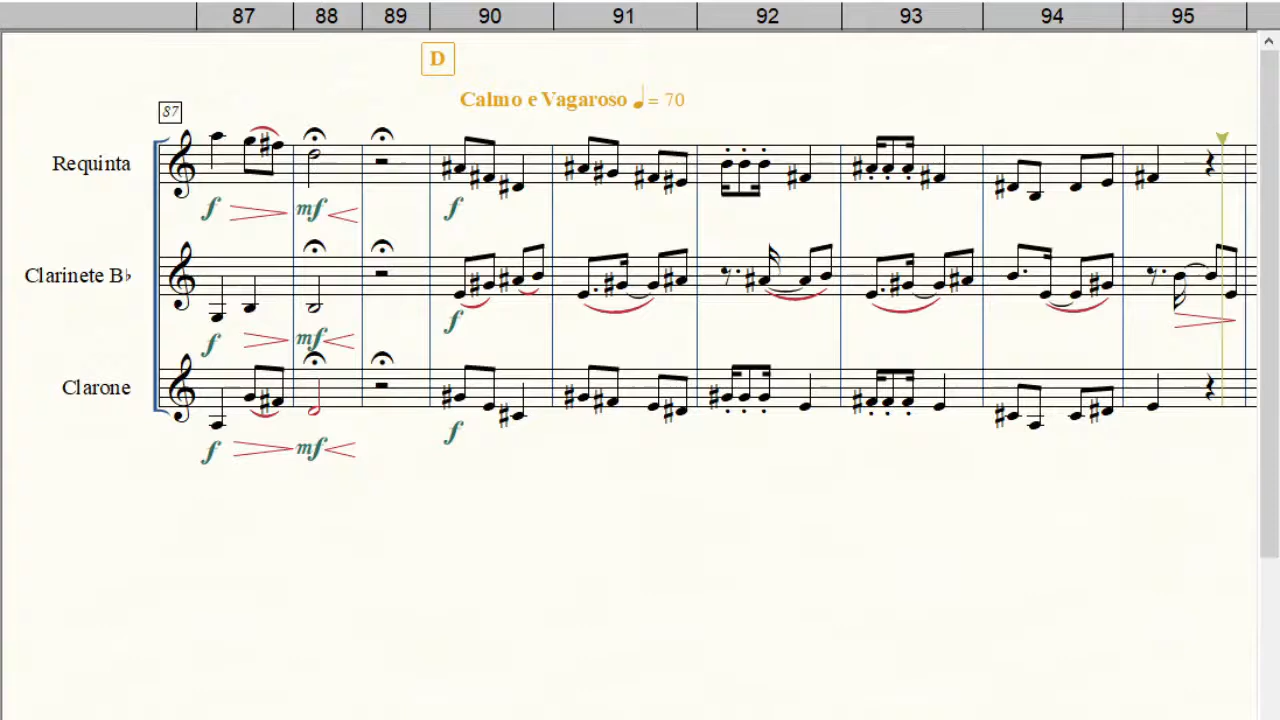 87 88 89 90 91 92 93 94 95
D
Calmo e Vagaroso ♩ = 70
87
Requinta
f mf f
Clarinete B♭
f mf f
Clarone
f mf f